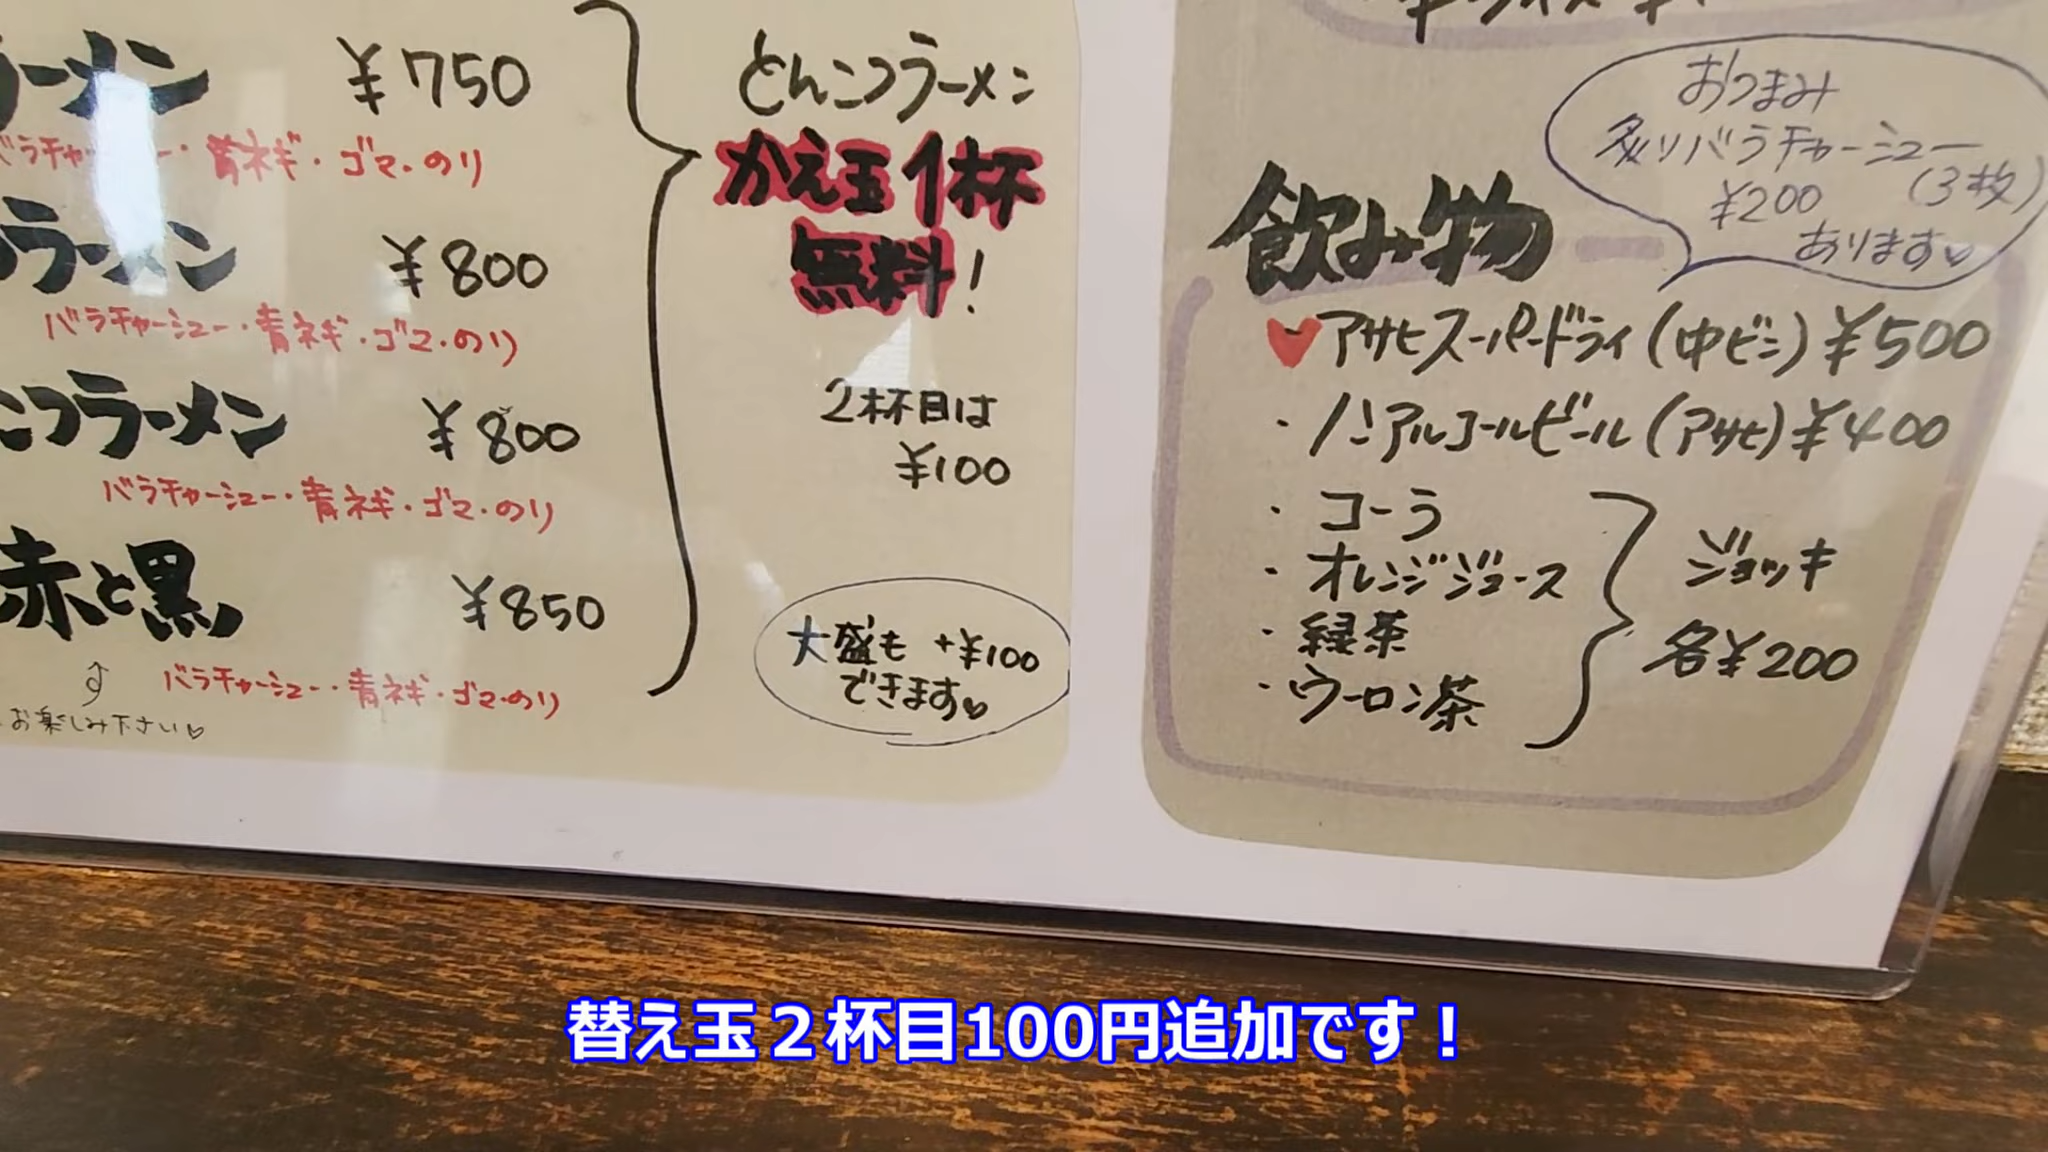 ラーメン ¥750
バラチャーシュー・青ネギ・ゴマ・のり
ラーメン ¥800
バラチャーシュー・青ネギ・ゴマ・のり
こつラーメン ¥800
バラチャーシュー・青ネギ・ゴマ・のり
赤と黒 ¥850
バラチャーシュー・青ネギ・ゴマ・のり
お楽しみ下さい♡
とんこつラーメン
かえ玉1杯
無料!
2杯目は
¥100
大盛も +¥100
できます♡
おつまみ
炙りバラチャーシュー
¥200 (3枚)
あります♡
飲み物
♥アサヒスーパードライ(中ビン)¥500
・ノンアルコールビール(アサヒ)¥400
・コーラ
・オレンジジュース
・緑茶
・ウーロン茶
ジョッキ
各¥200
替え玉２杯目100円追加です！